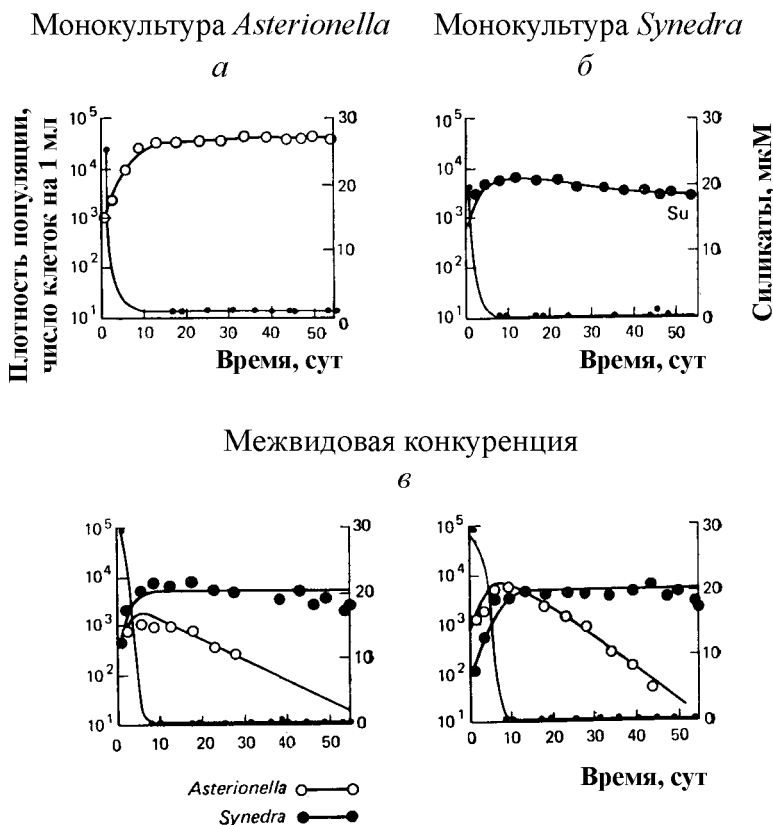 Монокультура Asterionella
Монокультура Synedra
а
б
Плотность популяции,
число клеток на 1 мл
10⁵
10⁴
10³
10²
10¹
30
20
10
0
0 10 20 30 40 50
Время, сут
10⁵
10⁴
10³
10²
10¹
Su
30
20
10
0
0 10 20 30 40 50
Время, сут
Силикаты, мкМ
Межвидовая конкуренция
в
10⁵
10⁴
10³
10²
10¹
30
20
10
0
0 10 20 30 40 50
10⁵
10⁴
10³
10²
10¹
30
20
10
0
0 10 20 30 40 50
Время, сут
Asterionella
Synedra